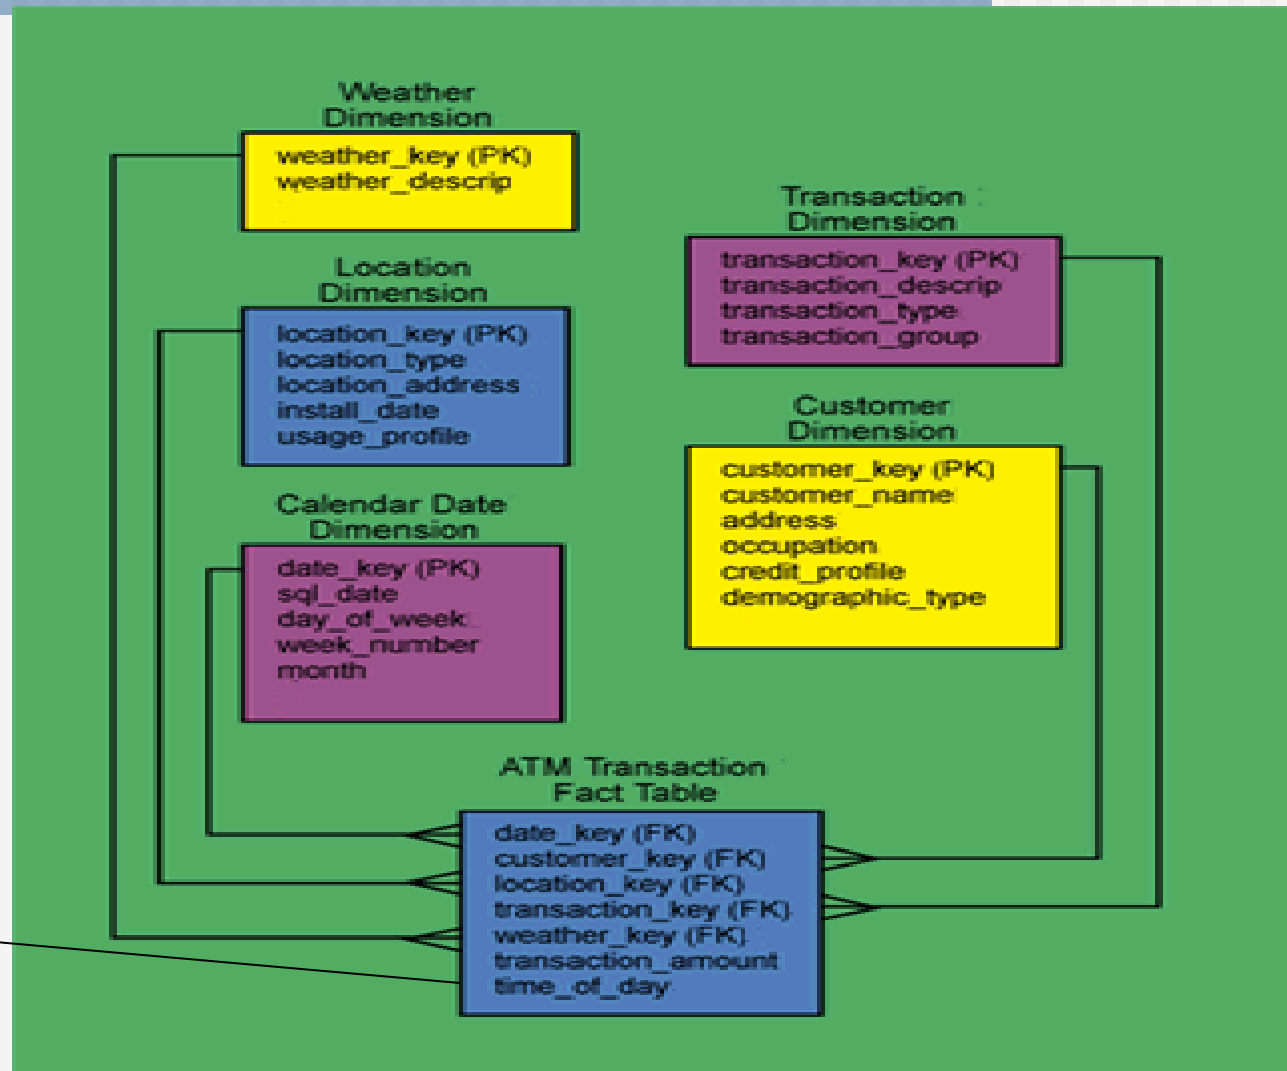 Weather
Dimension
weather_key (PK)
weather_descrip
Location
Dimension
location_key (PK)
location_type
location_address
install_date
usage_profile
Calendar Date
Dimension
date_key (PK)
sql_date
day_of_week
week_number
month
Transaction
Dimension
transaction_key (PK)
transaction_descrip
transaction_type
transaction_group
Customer
Dimension
customer_key (PK)
customer_name
address
occupation
credit_profile
demographic_type
ATM Transaction
Fact Table
date_key (FK)
customer_key (FK)
location_key (FK)
transaction_key (FK)
weather_key (FK)
transaction_amount
time_of_day